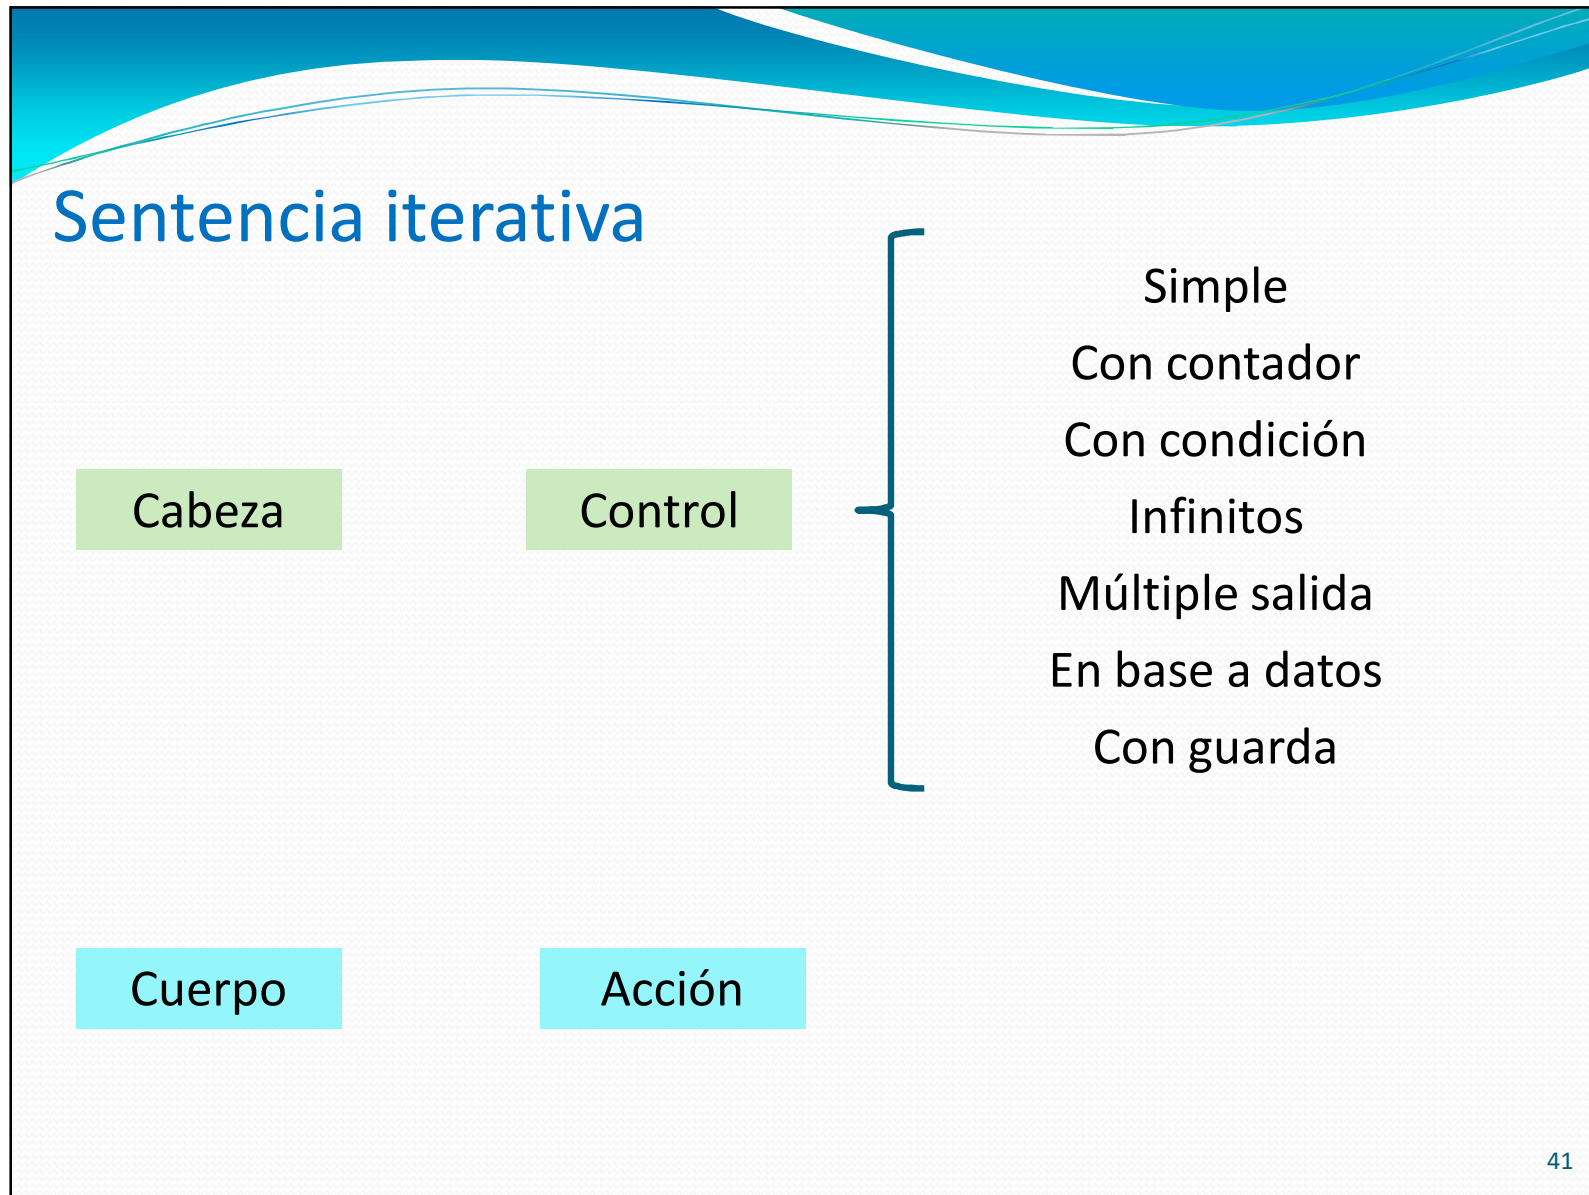 Sentencia iterativa
Simple
Con contador
Con condición
Infinitos
Múltiple salida
En base a datos
Con guarda
Cabeza
Control
Cuerpo
Acción
41